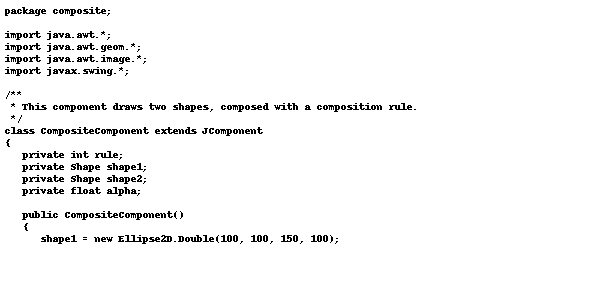 package composite;

import java.awt.*;
import java.awt.geom.*;
import java.awt.image.*;
import javax.swing.*;

/**
 * This component draws two shapes, composed with a composition rule.
 */
class CompositeComponent extends JComponent
{
   private int rule;
   private Shape shape1;
   private Shape shape2;
   private float alpha;

   public CompositeComponent()
   {
      shape1 = new Ellipse2D.Double(100, 100, 150, 100);